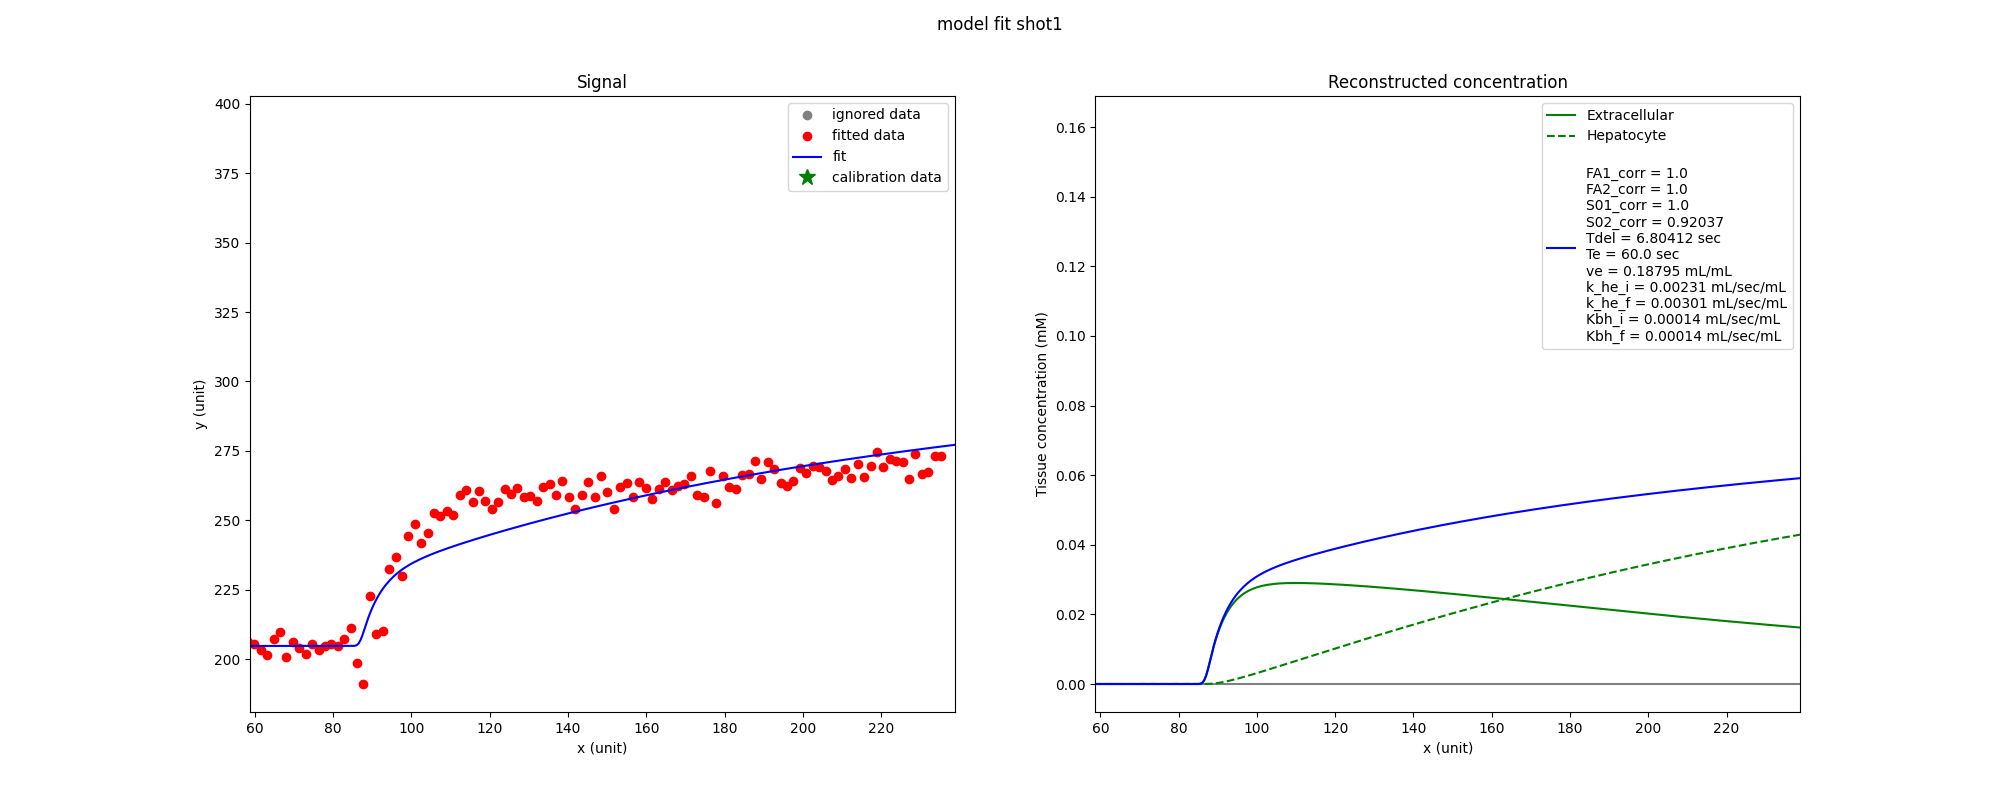 model fit shot1
Signal
400
375
350
325
300
275
250
225
200
y (unit)
60 80 100 120 140 160 180 200 220
x (unit)
ignored data
fitted data
fit
calibration data
Reconstructed concentration
0.16
0.14
0.12
0.10
0.08
0.06
0.04
0.02
0.00
Tissue concentration (mM)
60 80 100 120 140 160 180 200 220
x (unit)
Extracellular
Hepatocyte
FA1_corr = 1.0
FA2_corr = 1.0
S01_corr = 1.0
S02_corr = 0.92037
Tdel = 6.80412 sec
Te = 60.0 sec
ve = 0.18795 mL/mL
k_he_i = 0.00231 mL/sec/mL
k_he_f = 0.00301 mL/sec/mL
Kbh_i = 0.00014 mL/sec/mL
Kbh_f = 0.00014 mL/sec/mL